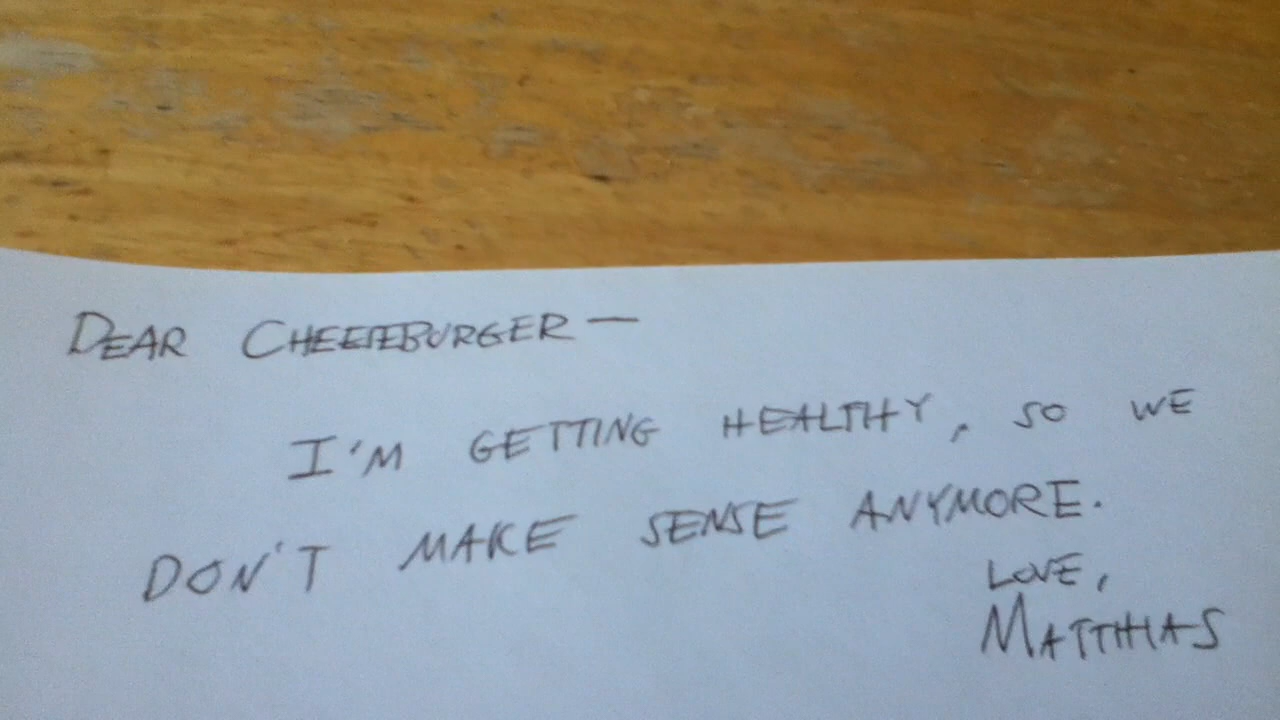 DEAR CHEESEBURGER —
I'M GETTING HEALTHY, SO WE
DON'T MAKE SENSE ANYMORE.
LOVE,
MATTHIAS